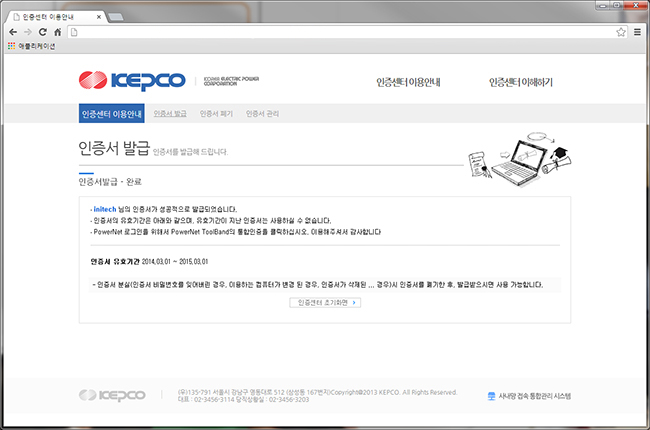 인증센터 이용안내
애플리케이션
KEPCO KOREA ELECTRIC POWER CORPORATION
인증센터 이용안내 인증센터 이해하기
인증센터 이용안내 인증서 발급 인증서 폐기 인증서 관리
인증서 발급 인증서를 발급해 드립니다.
인증서발급 - 완료
· initech 님의 인증서가 성공적으로 발급되었습니다.
· 인증서의 유효기간은 아래와 같으며, 유효기간이 지난 인증서는 사용하실 수 없습니다.
· PowerNet 로그인을 위해서 PowerNet ToolBand의 통합인증을 클릭하십시오. 이용해주셔서 감사합니다
인증서 유효기간 2014.03.01 ~ 2015.03.01
- 인증서 분실(인증서 비밀번호를 잊어버린 경우, 이용하는 컴퓨터가 변경 된 경우, 인증서가 삭제된 ... 경우)시 인증서를 폐기한 후, 발급받으시면 사용 가능합니다.
인증센터 초기화면
KEPCO
(우)135-791 서울시 강남구 영동대로 512 (삼성동 167번지)Copyright@2013 KEPCO. All Rights Reserved.
대표 : 02-3456-3114 당직상황실 : 02-3456-3203
사내망 접속 통합관리 시스템